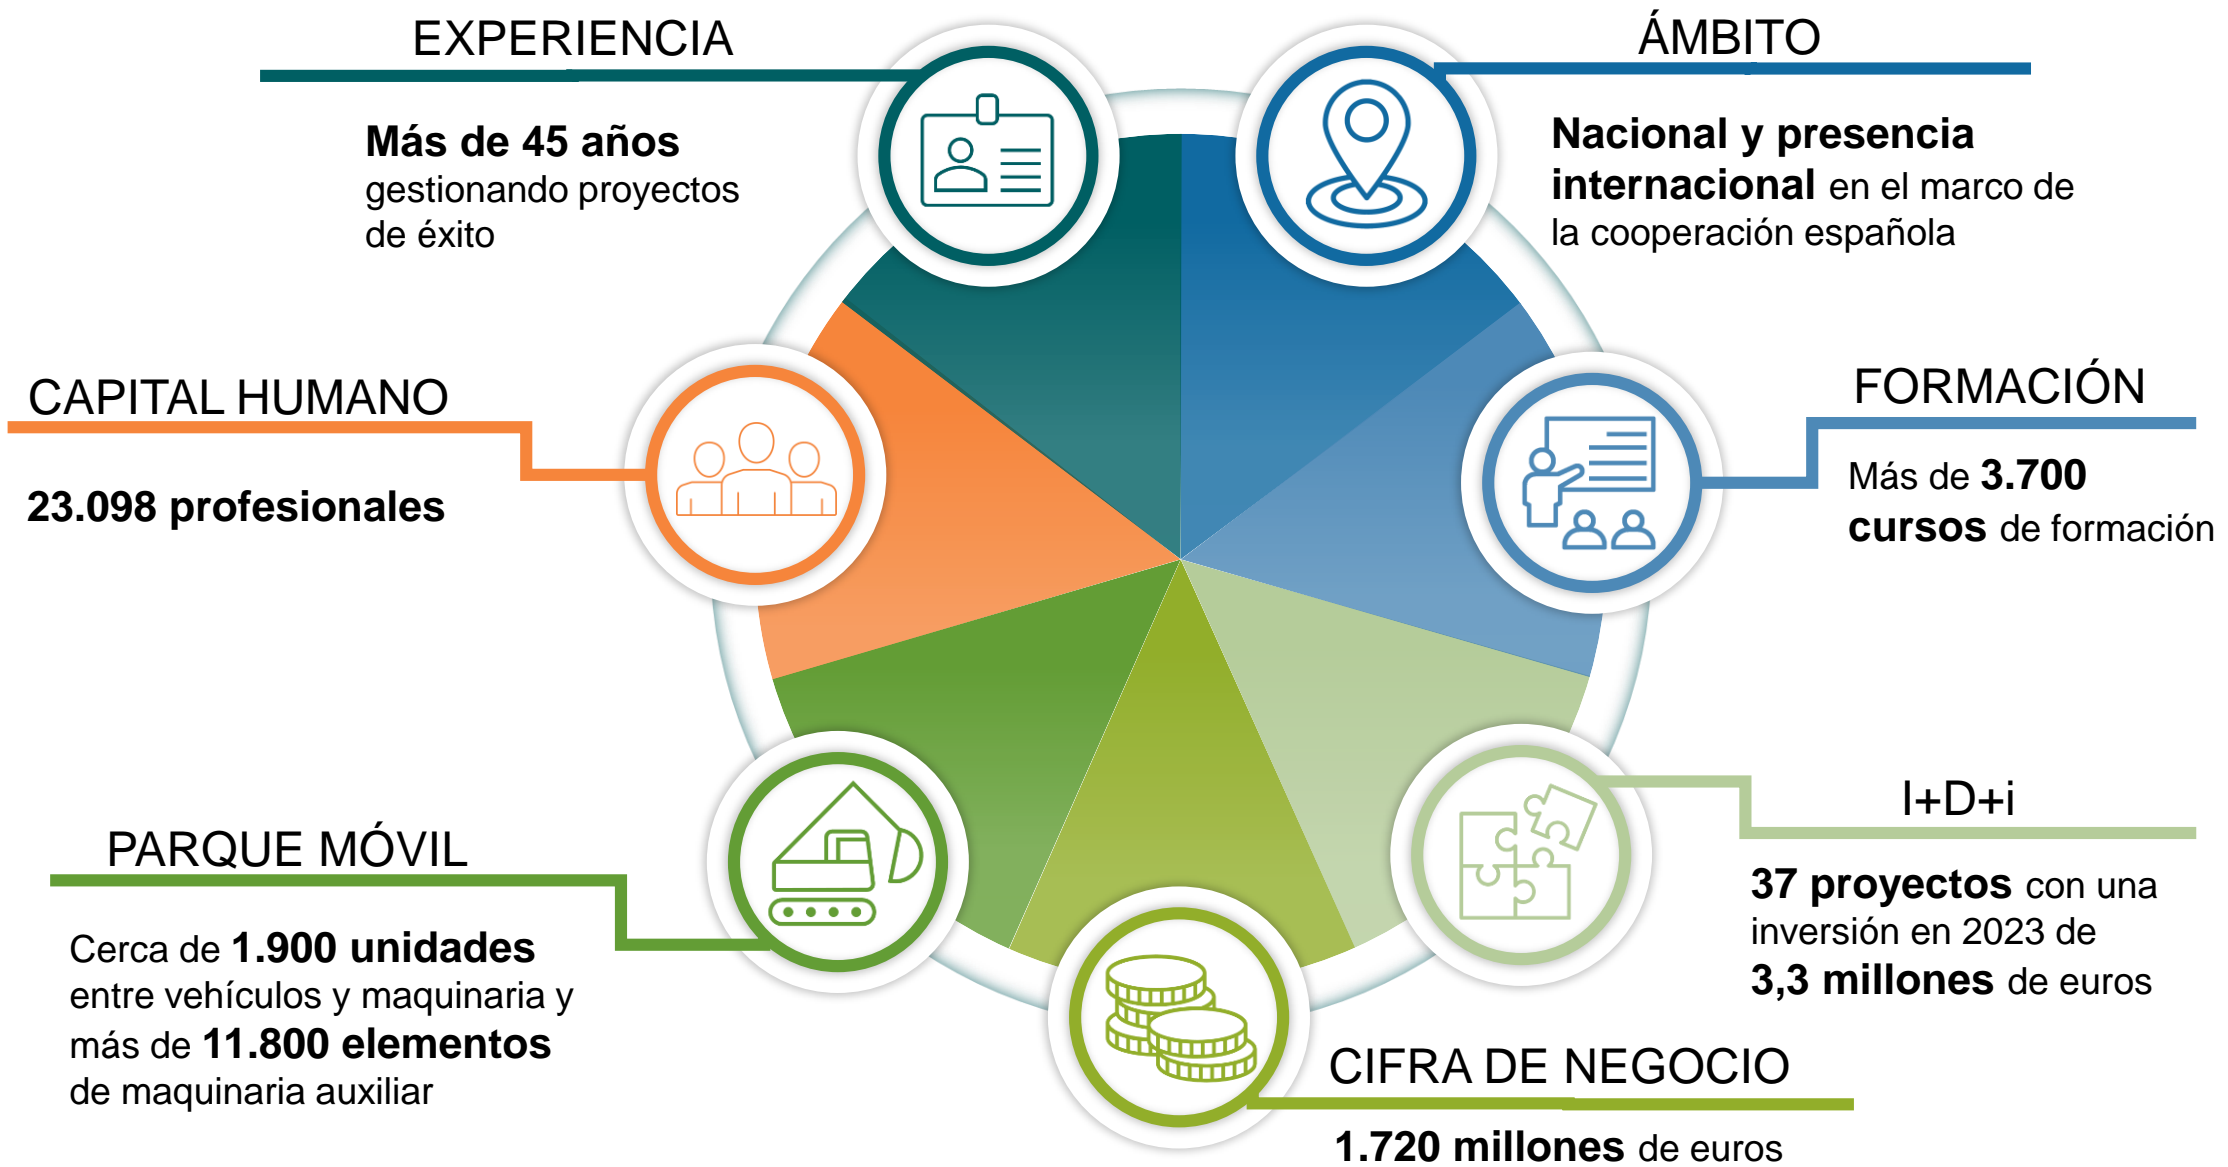 EXPERIENCIA
Más de 45 años
gestionando proyectos
de éxito
ÁMBITO
Nacional y presencia
internacional en el marco de
la cooperación española
CAPITAL HUMANO
23.098 profesionales
FORMACIÓN
Más de 3.700
cursos de formación
PARQUE MÓVIL
Cerca de 1.900 unidades
entre vehículos y maquinaria y
más de 11.800 elementos
de maquinaria auxiliar
I+D+i
37 proyectos con una
inversión en 2023 de
3,3 millones de euros
CIFRA DE NEGOCIO
1.720 millones de euros